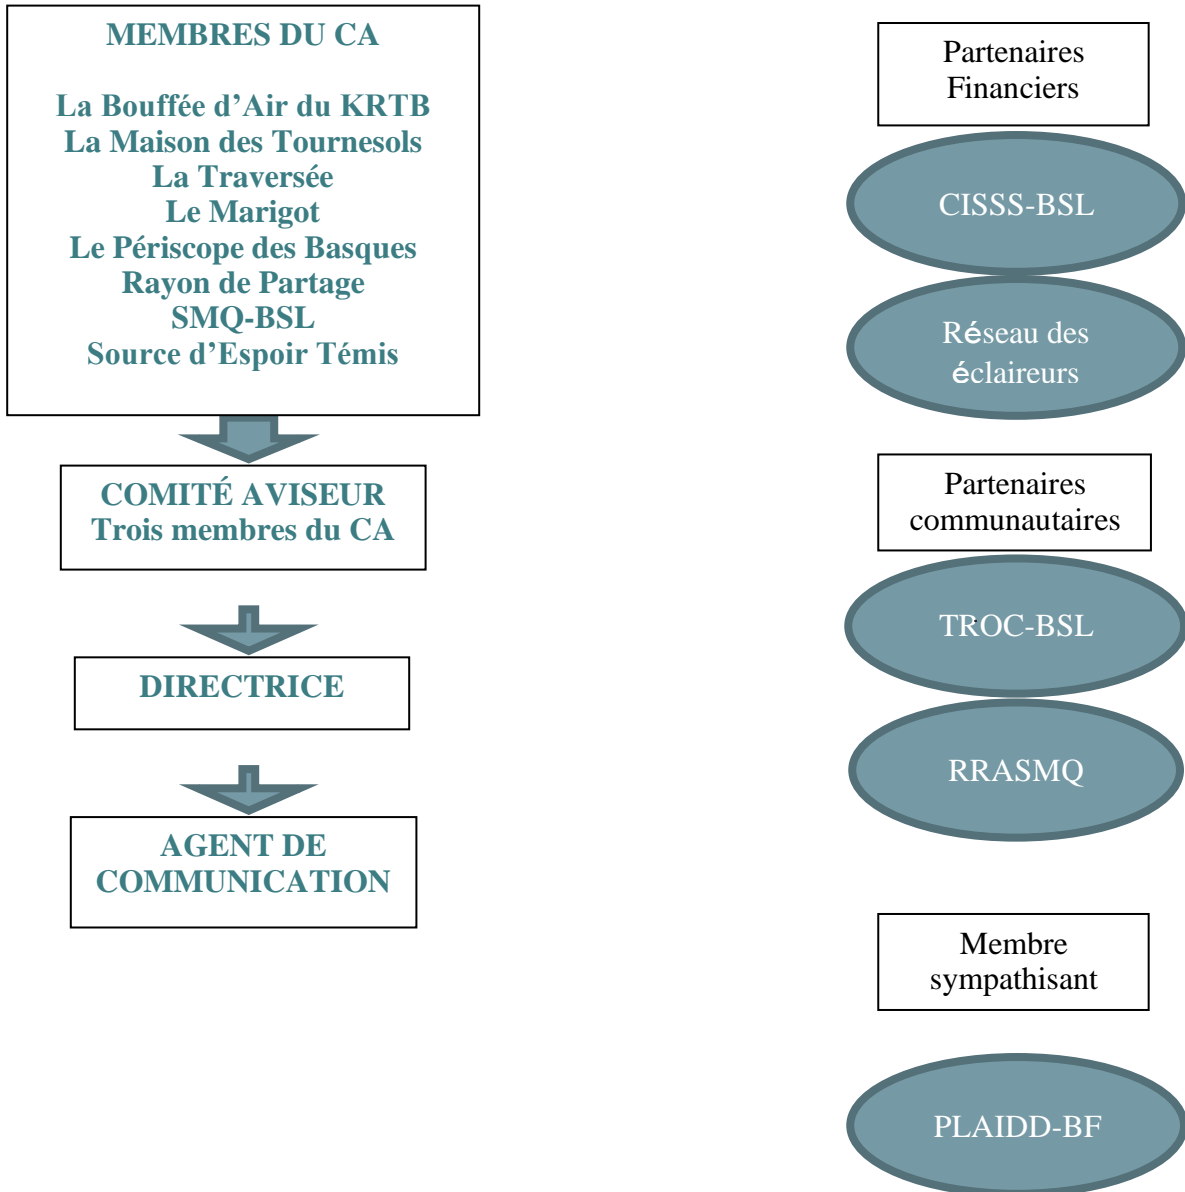 MEMBRES DU CA
La Bouffée d’Air du KRTB
La Maison des Tournesols
La Traversée
Le Marigot
Le Périscope des Basques
Rayon de Partage
SMQ-BSL
Source d’Espoir Témis
COMITÉ AVISEUR
Trois membres du CA
DIRECTRICE
AGENT DE
COMMUNICATION
Partenaires
Financiers
CISSS-BSL
Réseau des
éclaireurs
Partenaires
communautaires
TROC-BSL
RRASMQ
Membre
sympathisant
PLAIDD-BF